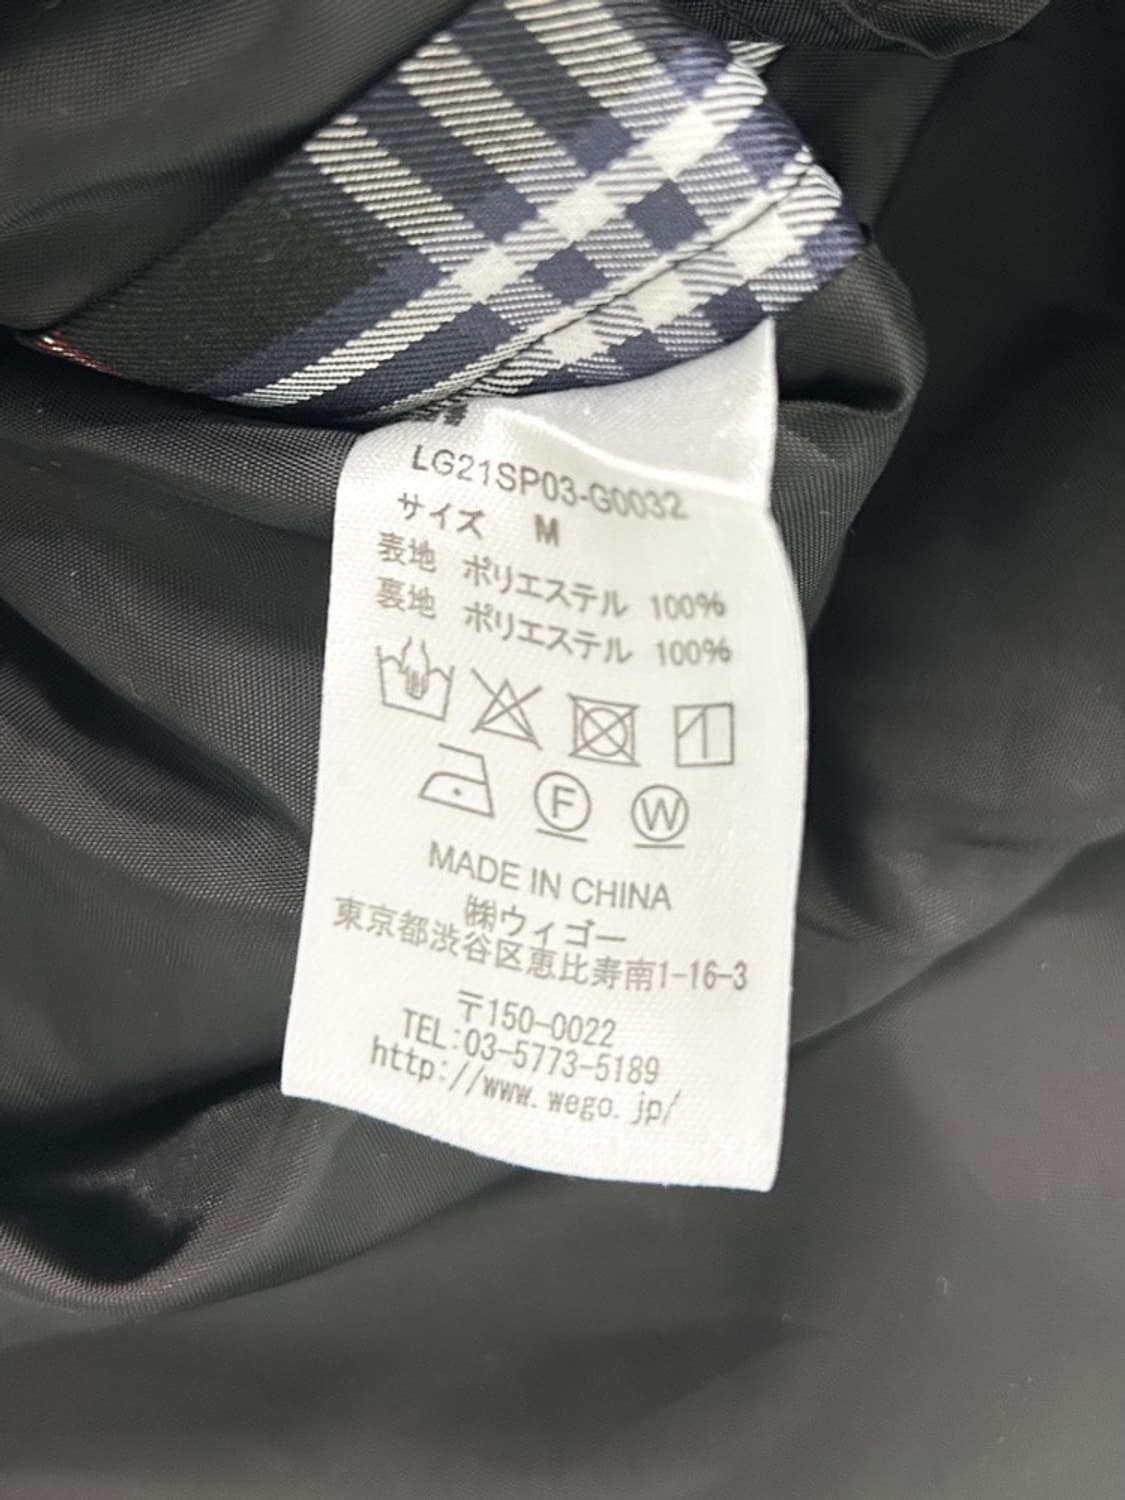 LG21SP03-G0032
サイズ M
表地 ポリエステル 100%
裏地 ポリエステル 100%
F W
MADE IN CHINA
㈱ウィゴー
東京都渋谷区恵比寿南1-16-3
〒150-0022
TEL:03-5773-5189
http://www.wego.jp/